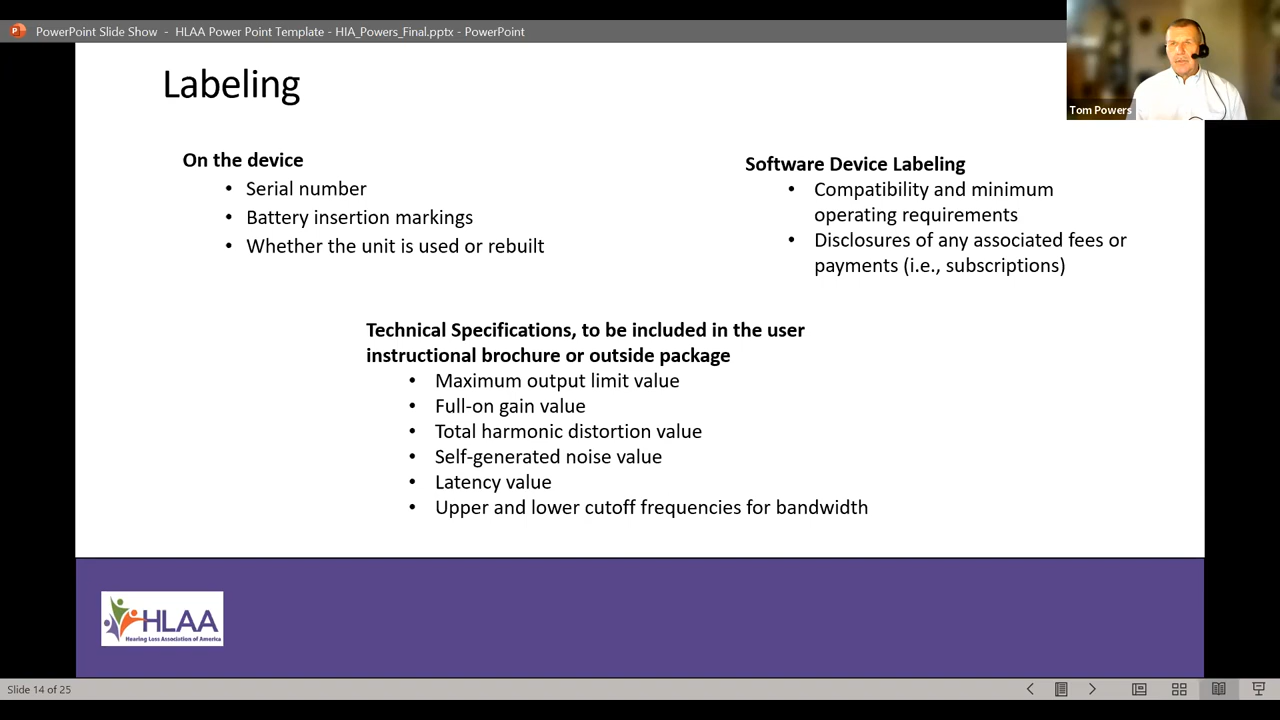 PowerPoint Slide Show - HLAA Power Point Template - HIA_Powers_Final.pptx - PowerPoint
Tom Powers
Labeling
On the device
• Serial number
• Battery insertion markings
• Whether the unit is used or rebuilt
Software Device Labeling
• Compatibility and minimum
operating requirements
• Disclosures of any associated fees or
payments (i.e., subscriptions)
Technical Specifications, to be included in the user
instructional brochure or outside package
• Maximum output limit value
• Full-on gain value
• Total harmonic distortion value
• Self-generated noise value
• Latency value
• Upper and lower cutoff frequencies for bandwidth
HLAA
Hearing Loss Association of America
Slide 14 of 25